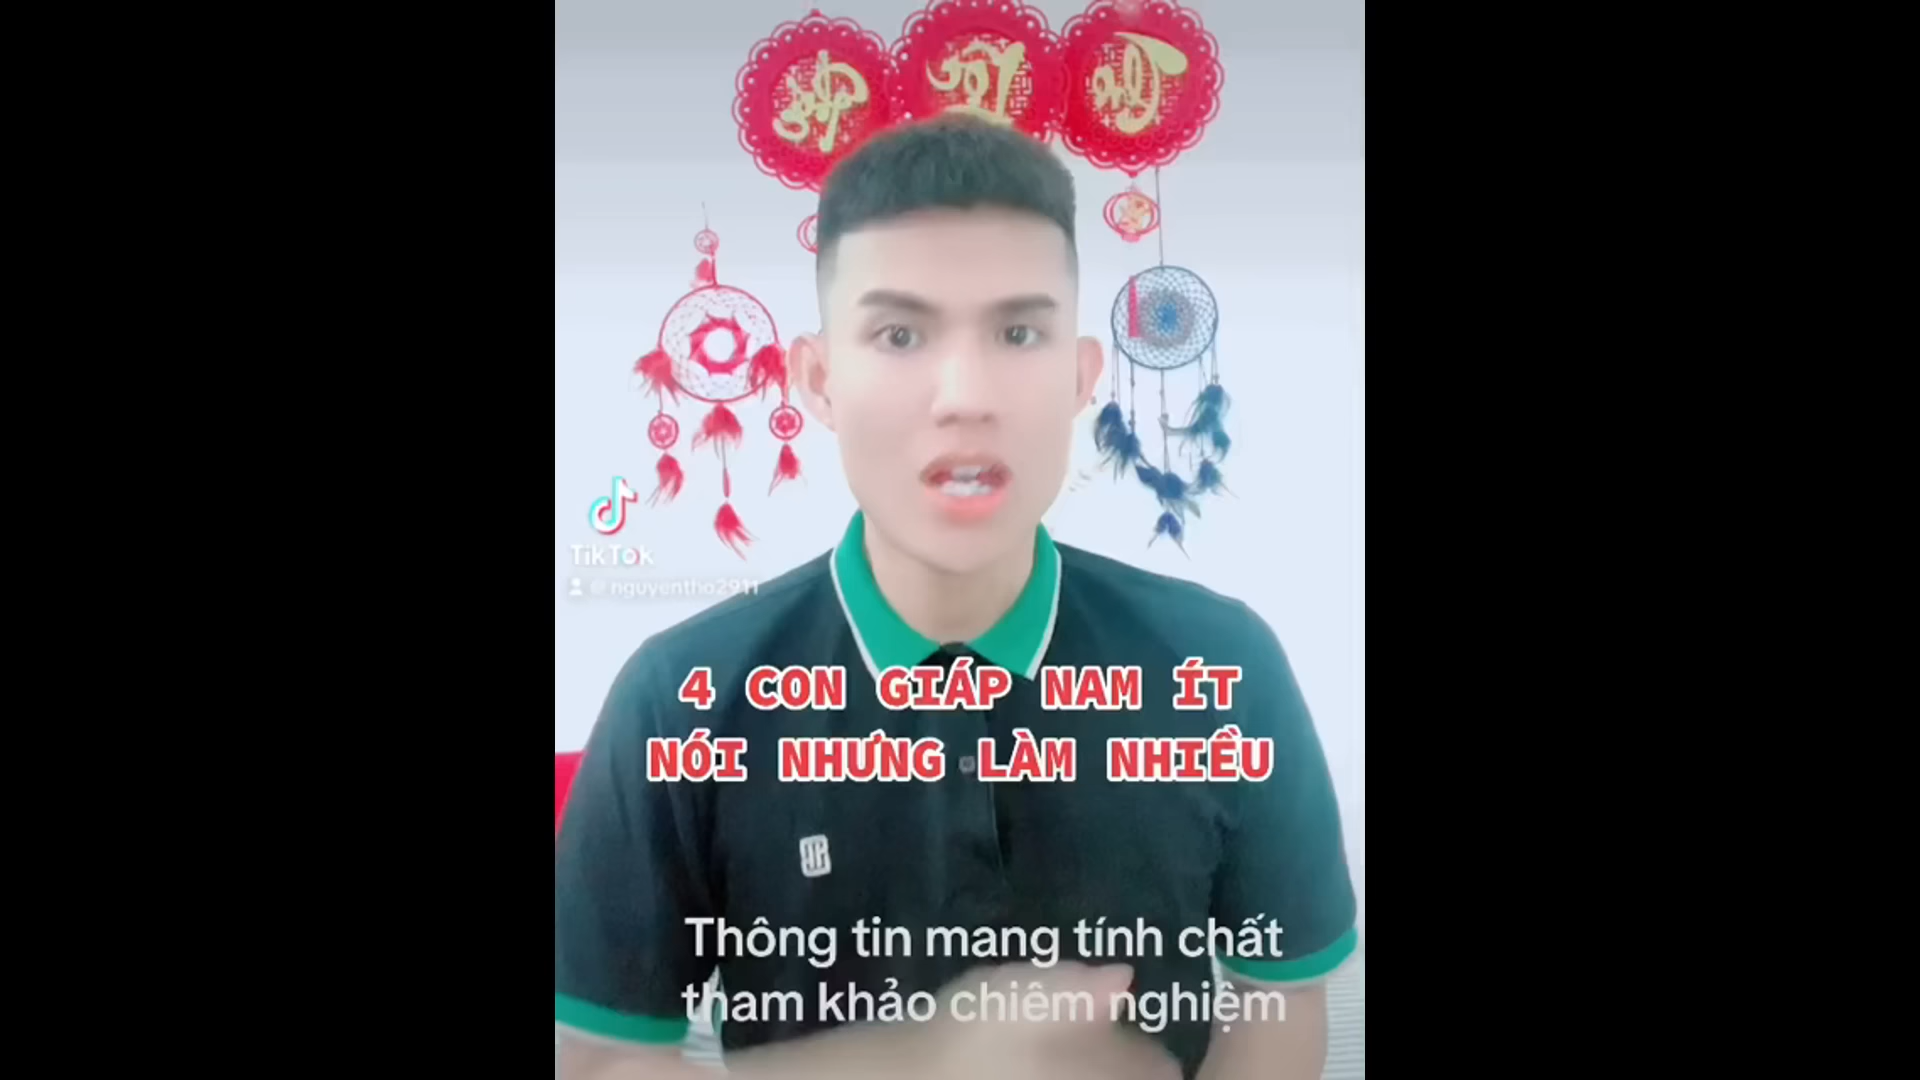 TikTok
@nguyentho2911
4 CON GIÁP NAM ÍT
NÓI NHƯNG LÀM NHIỀU
Thông tin mang tính chất
tham khảo chiêm nghiệm